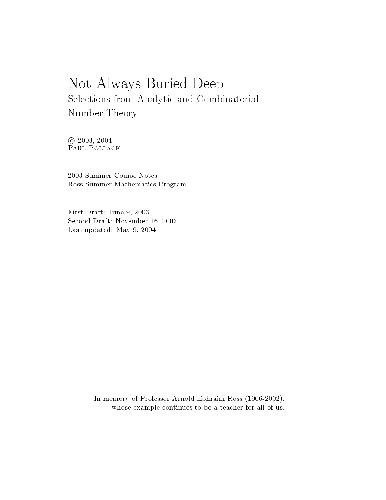 Not Always Buried Deep
Selections from Analytic and Combinatorial
Number Theory
© 2003, 2004
Paul Pollack
2003 Summer Course Notes
Ross Summer Mathematics Program
First Draft: June 2003
Second Draft: November 16, 2003
Last updated: May 9, 2004
In memory of Professor Arnold Ephraim Ross (1906-2002),
whose example continues to be a teacher for all of us.